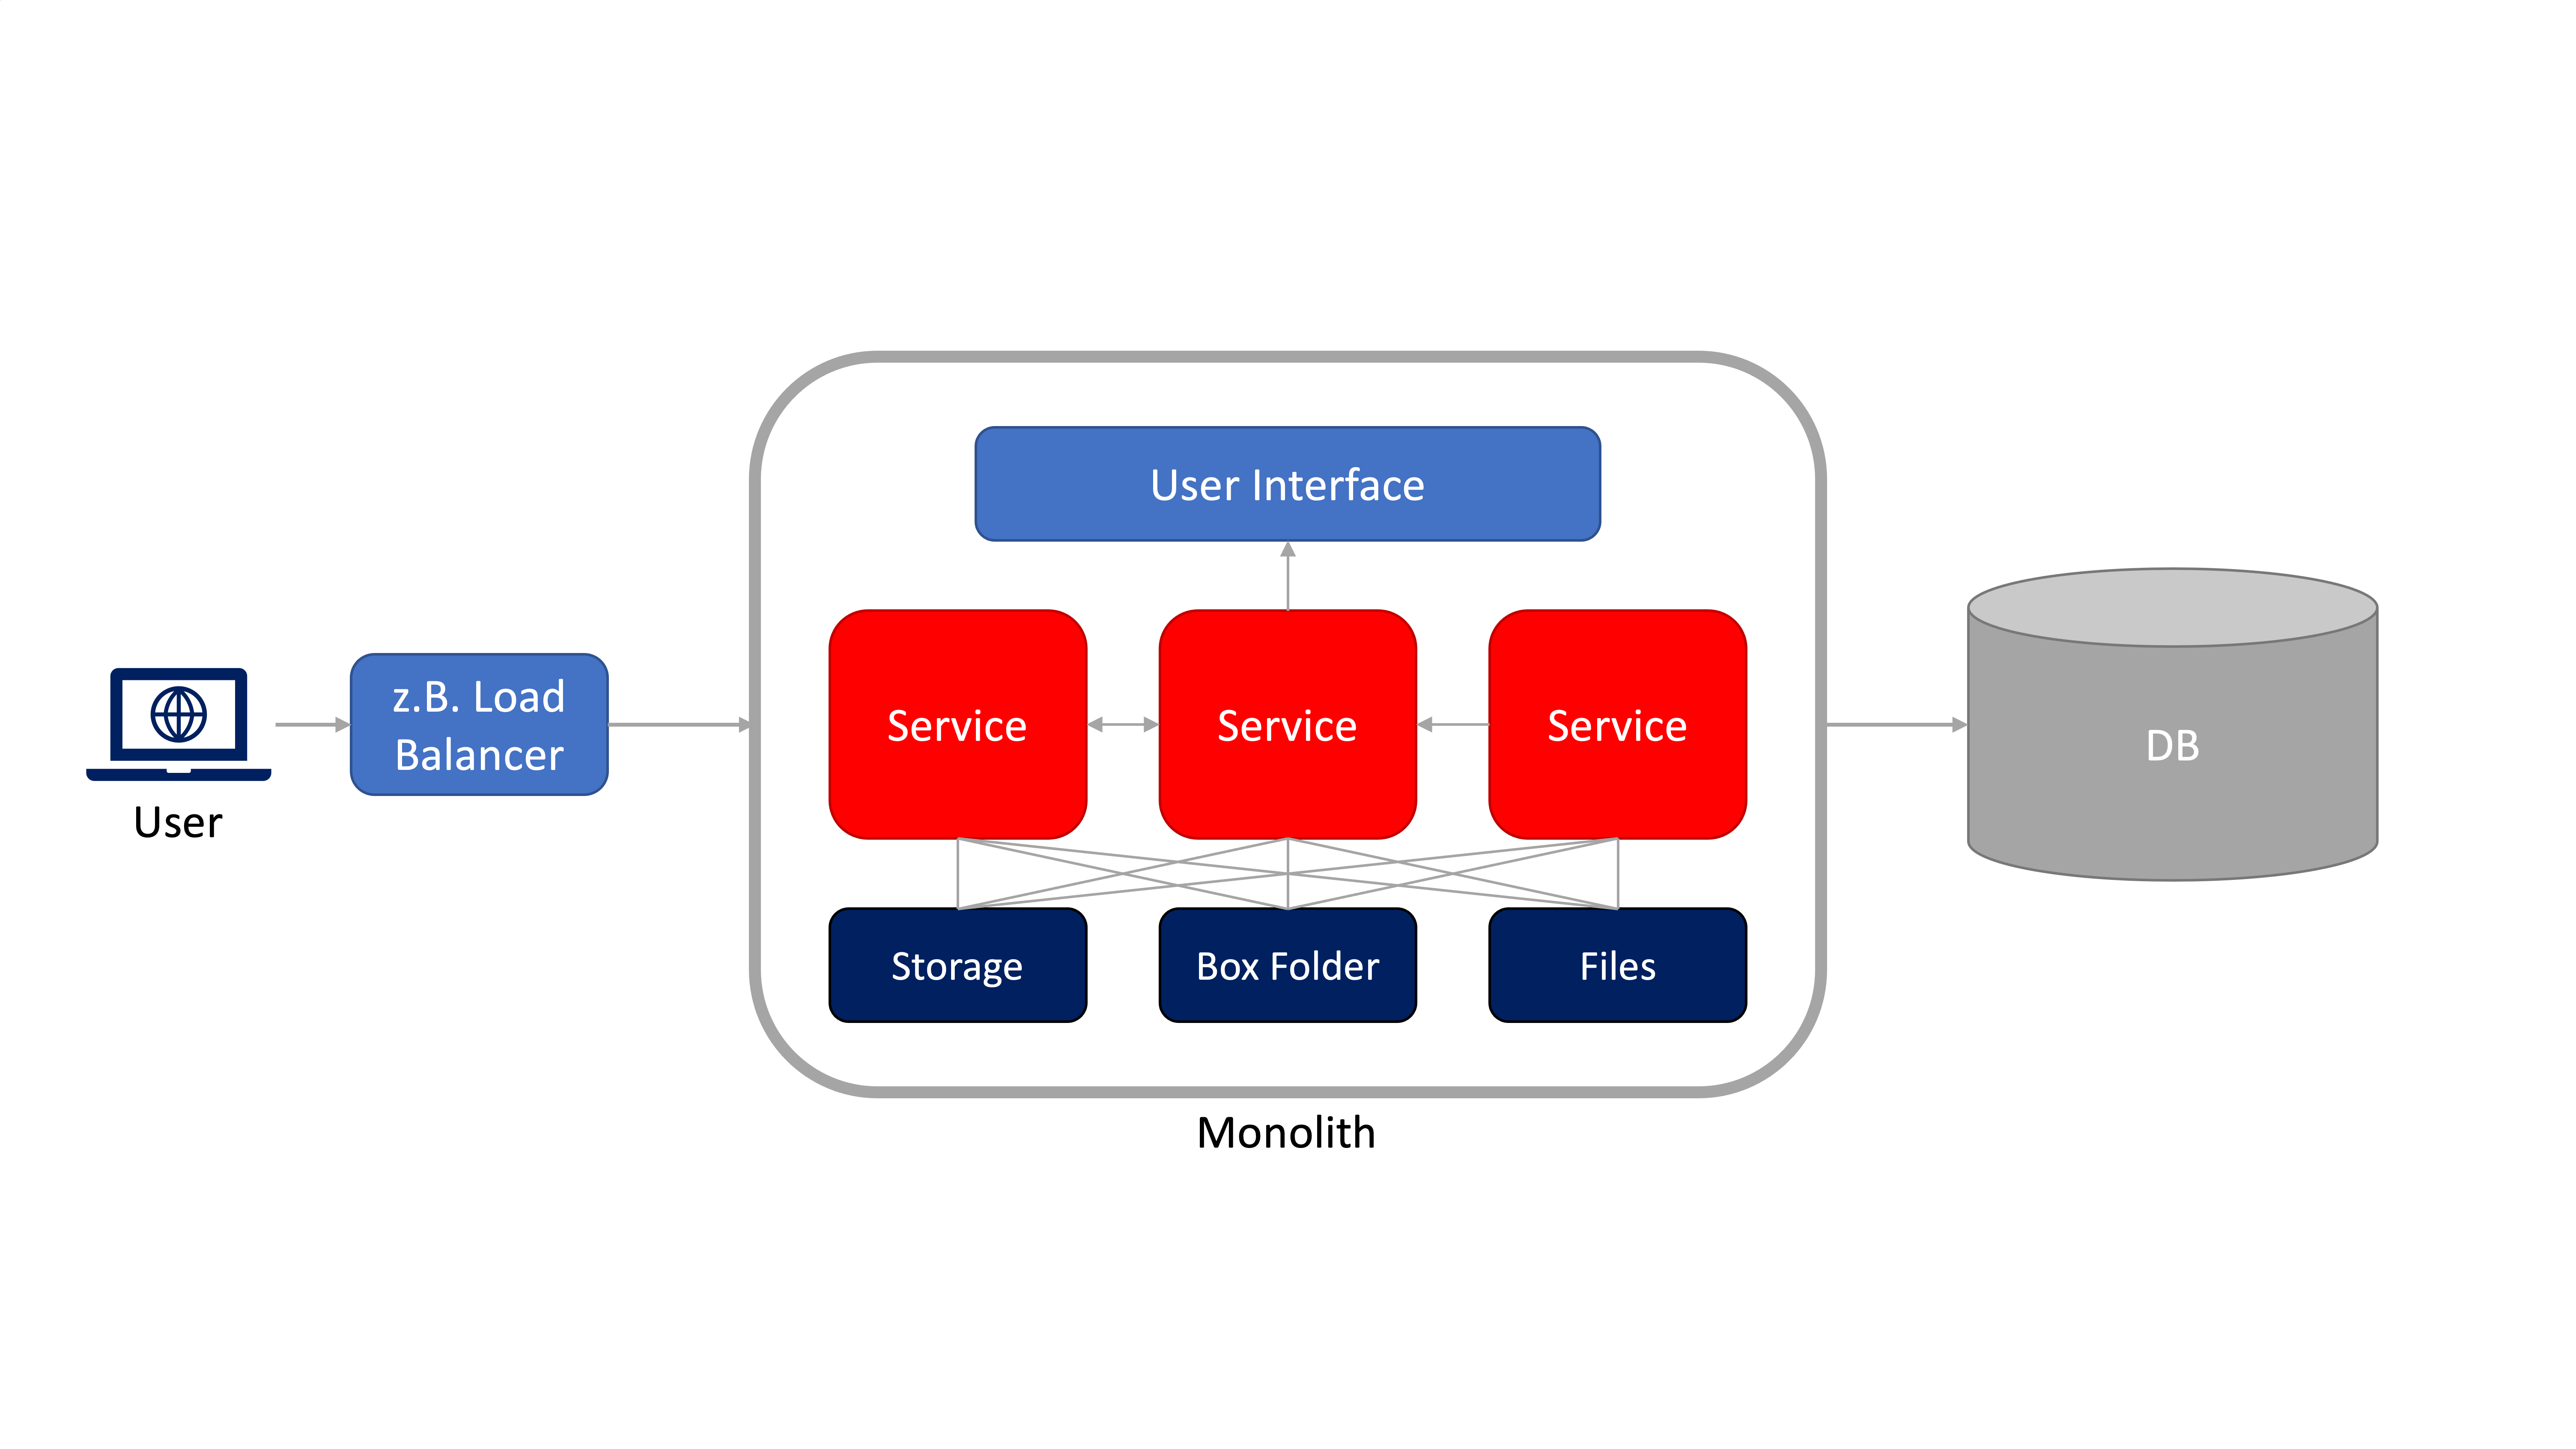 User
z.B. Load
Balancer
User Interface
Service
Service
Service
Storage
Box Folder
Files
Monolith
DB